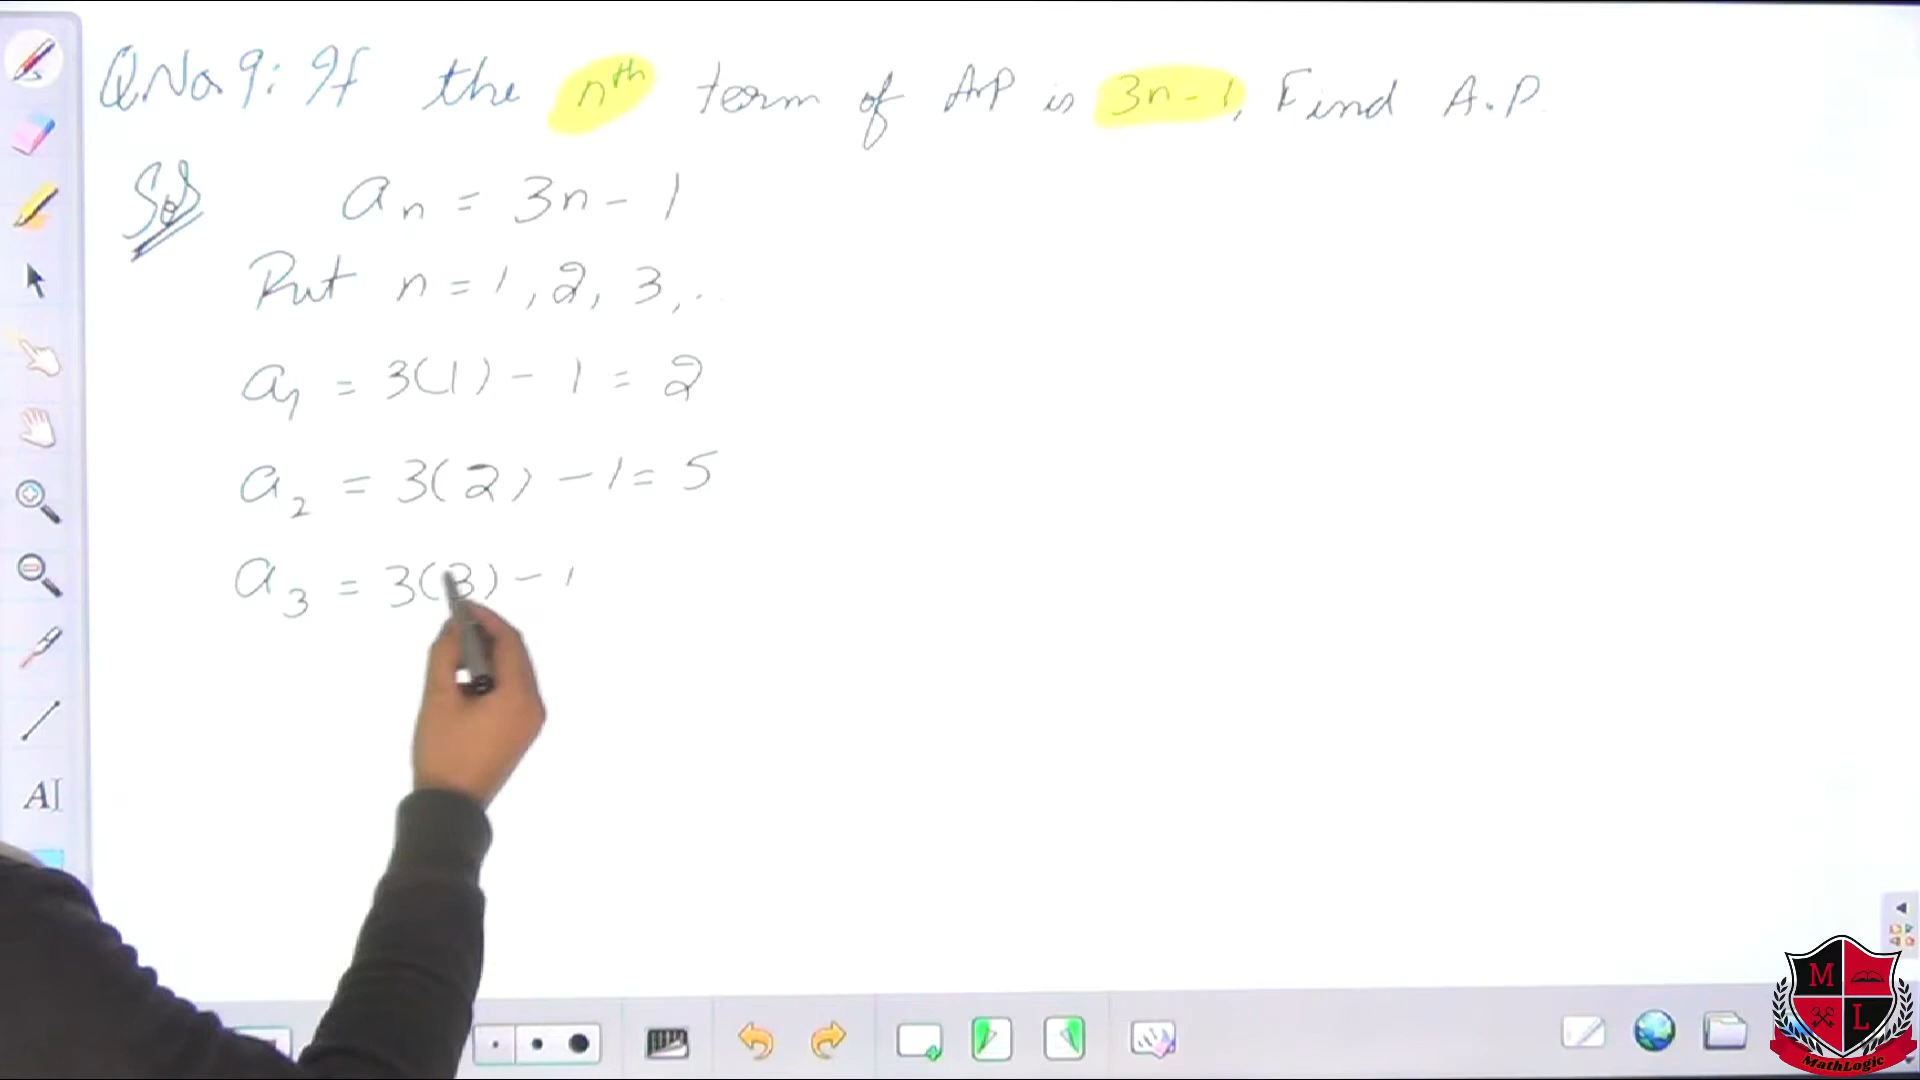 Q No 9: If the nth term of A.P is 3n-1, Find A.P
Sol
an = 3n - 1
Put n = 1, 2, 3, ..
a1 = 3(1) - 1 = 2
a2 = 3(2) - 1 = 5
a3 = 3(3) - 1
AI
M
L
MathLogic